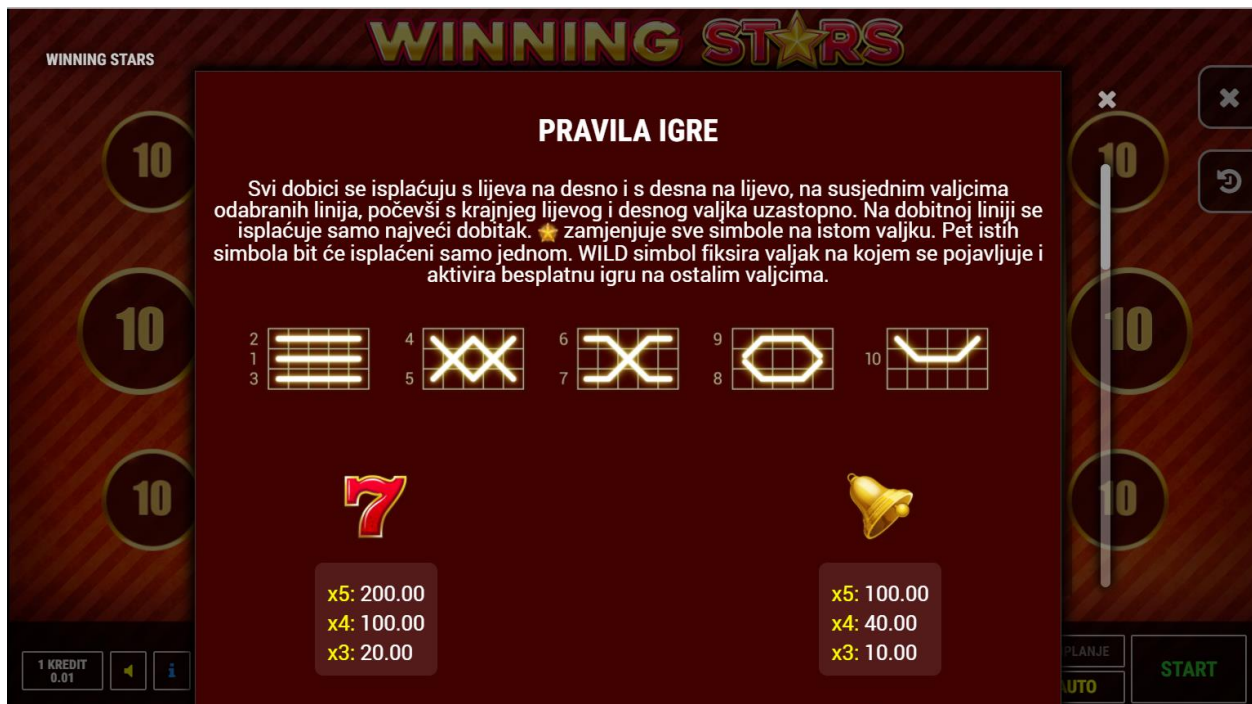 WINNING STARS
WINNING STARS
PRAVILA IGRE
Svi dobici se isplaćuju s lijeva na desno i s desna na lijevo, na susjednim valjcima
odabranih linija, počevši s krajnjeg lijevog i desnog valjka uzastopno. Na dobitnoj liniji se
isplaćuje samo najveći dobitak. zamjenjuje sve simbole na istom valjku. Pet istih
simbola bit će isplaćeni samo jednom. WILD simbol fiksira valjak na kojem se pojavljuje i
aktivira besplatnu igru na ostalim valjcima.
10
10
10
10
10
10
2
1
3
4
5
6
7
9
8
10
x5: 200.00
x4: 100.00
x3: 20.00
x5: 100.00
x4: 40.00
x3: 10.00
1 KREDIT
0.01
i
PLANJE
AUTO
START